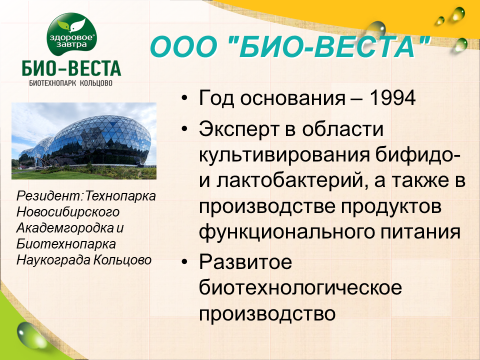 здоровое
завтра
БИО-ВЕСТА
БИОТЕХНОПАРК КОЛЬЦОВО
ООО "БИО-ВЕСТА"
Резидент:Технопарка
Новосибирского
Академгородка и
Биотехнопарка
Наукограда Кольцово
• Год основания – 1994
• Эксперт в области
культивирования бифидо-
и лактобактерий, а также в
производстве продуктов
функционального питания
• Развитое
биотехнологическое
производство